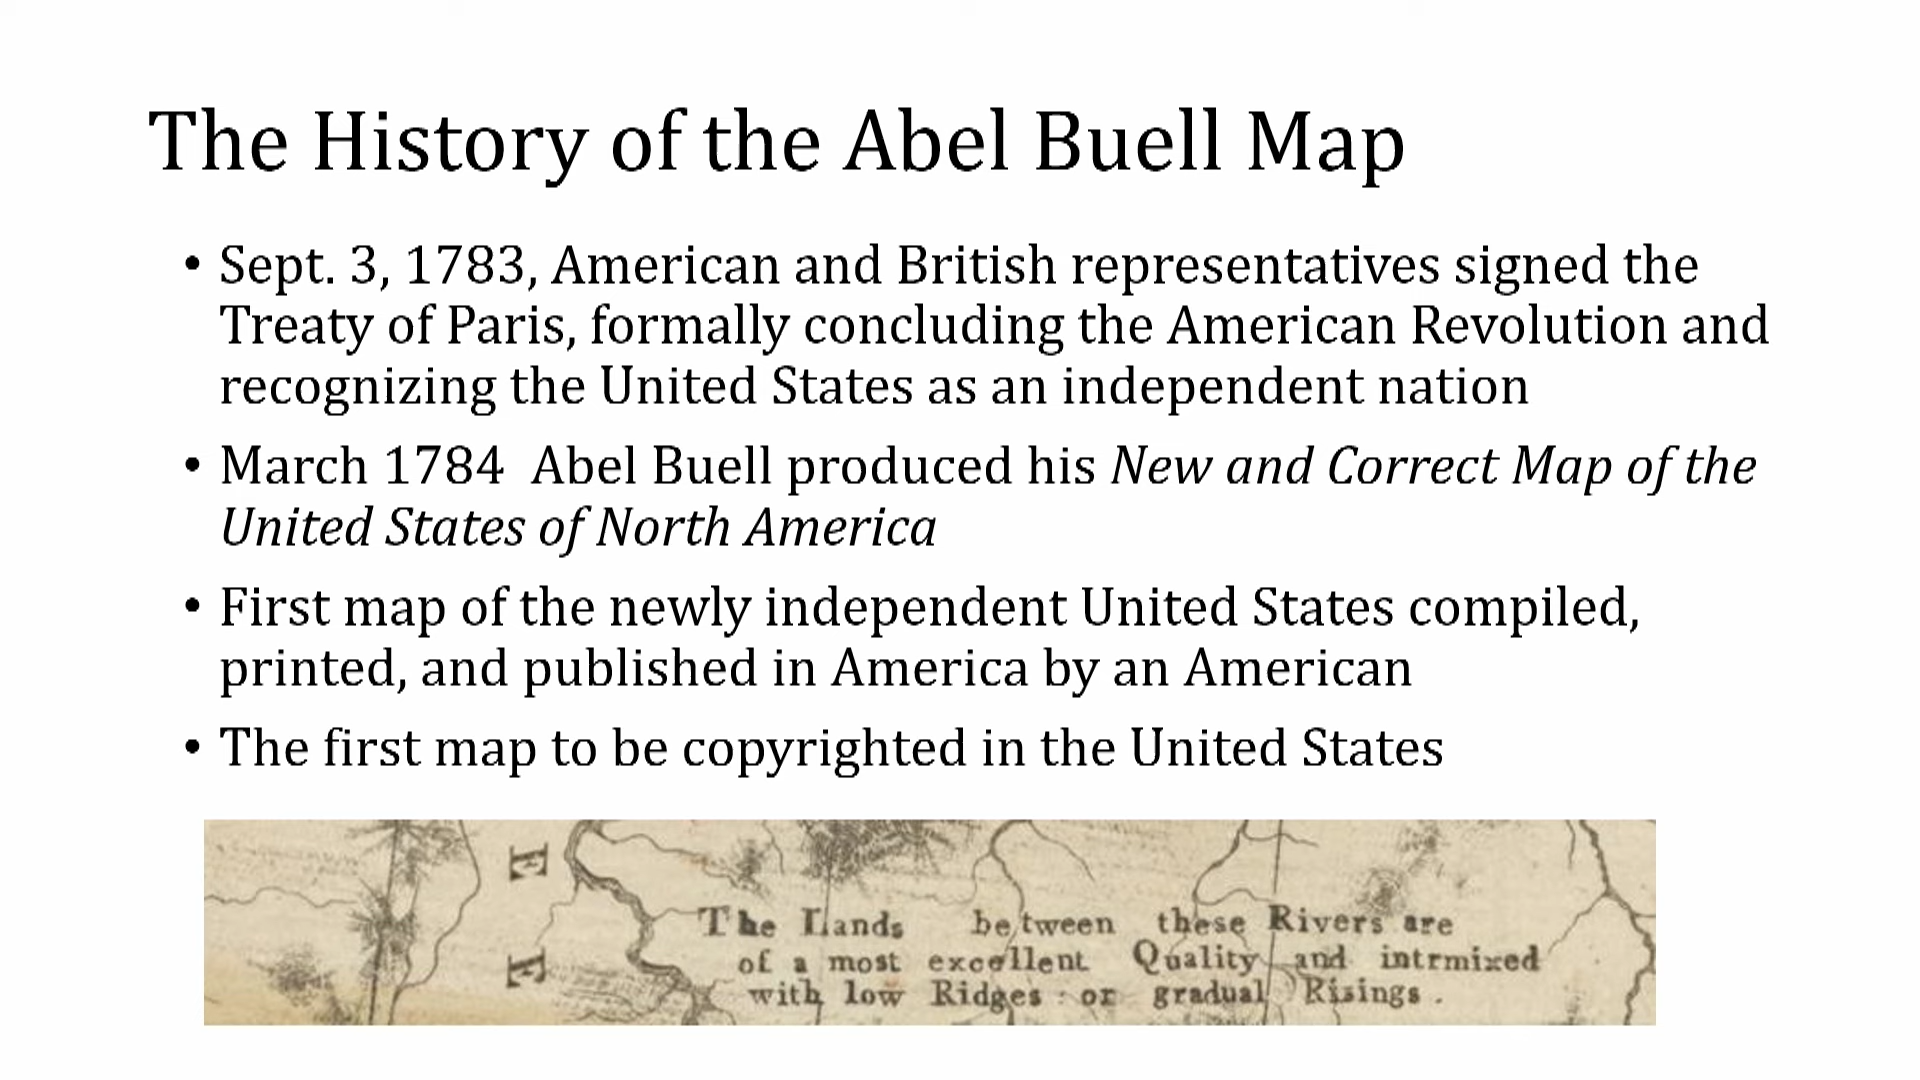 The History of the Abel Buell Map
• Sept. 3, 1783, American and British representatives signed the
Treaty of Paris, formally concluding the American Revolution and
recognizing the United States as an independent nation
• March 1784  Abel Buell produced his New and Correct Map of the
United States of North America
• First map of the newly independent United States compiled,
printed, and published in America by an American
• The first map to be copyrighted in the United States
E
E
The Lands between these Rivers are
of a most excellent Quality and intrmixed
with low Ridges or gradual Risings .